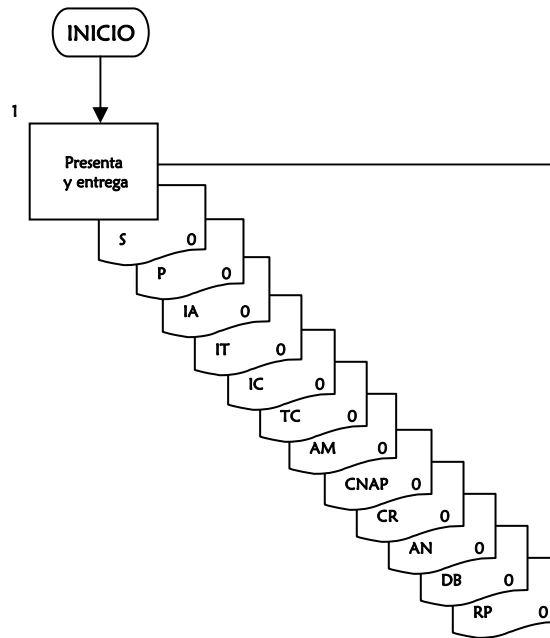 INICIO
1
Presenta
y entrega
S 0
P 0
IA 0
IT 0
IC 0
TC 0
AM 0
CNAP 0
CR 0
AN 0
DB 0
RP 0